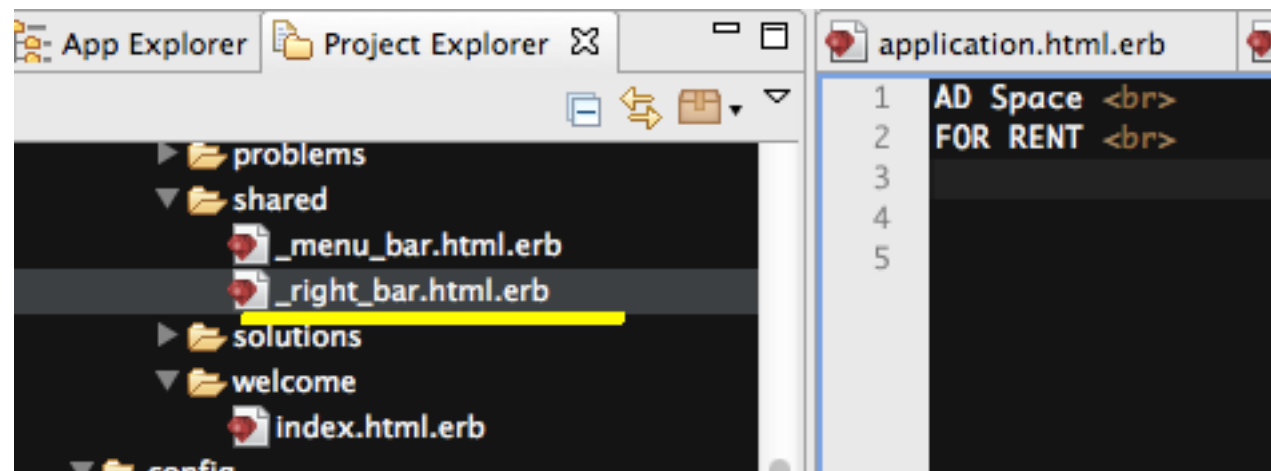 App Explorer
Project Explorer
problems
shared
_menu_bar.html.erb
_right_bar.html.erb
solutions
welcome
index.html.erb
config
application.html.erb
1 AD Space <br>
2 FOR RENT <br>
3
4
5